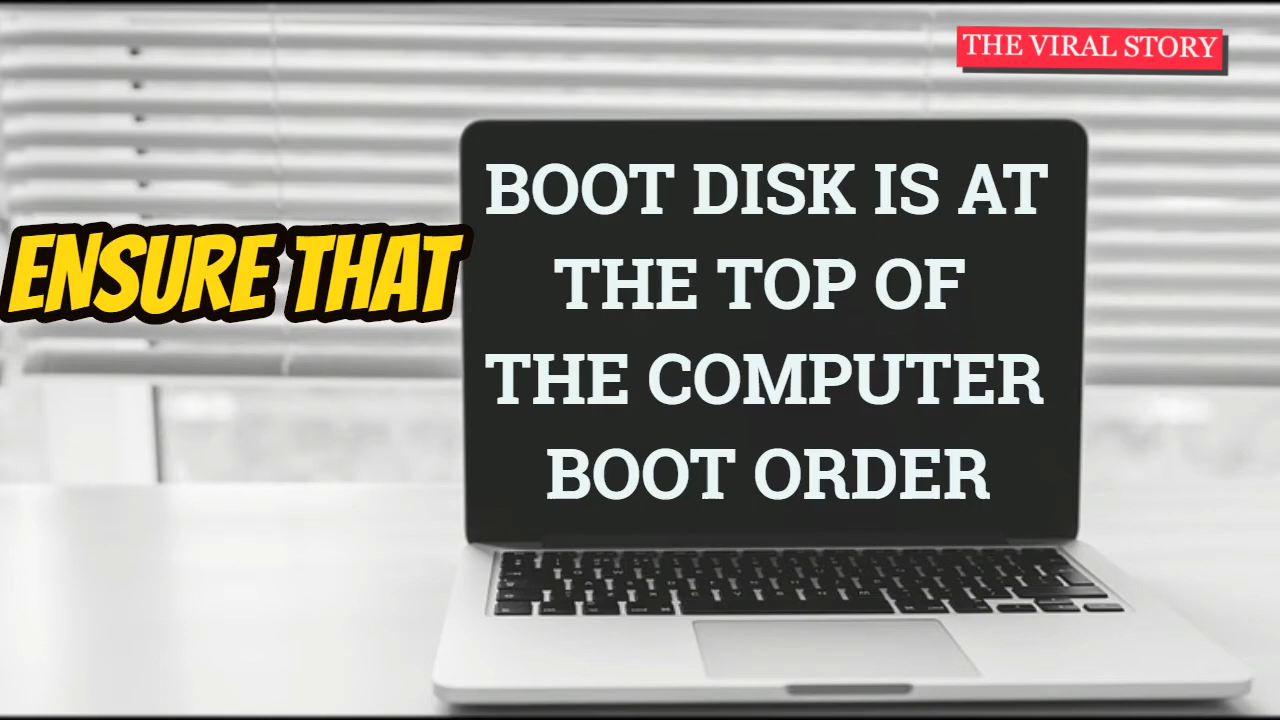 THE VIRAL STORY
ENSURE THAT
BOOT DISK IS AT
THE TOP OF
THE COMPUTER
BOOT ORDER